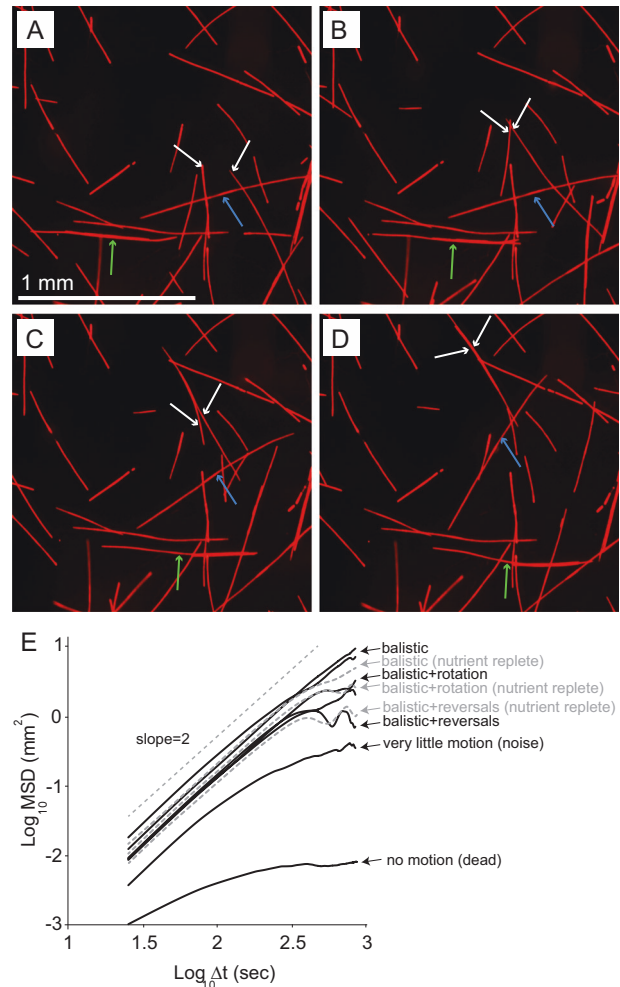 A
B
1 mm
C
D
E
1
0
-1
-2
-3
Log10 MSD (mm2)
slope=2
balistic
balistic (nutrient replete)
balistic+rotation
balistic+rotation (nutrient replete)
balistic+reversals (nutrient replete)
balistic+reversals
very little motion (noise)
no motion (dead)
1 1.5 2 2.5 3
Log10 Δt (sec)